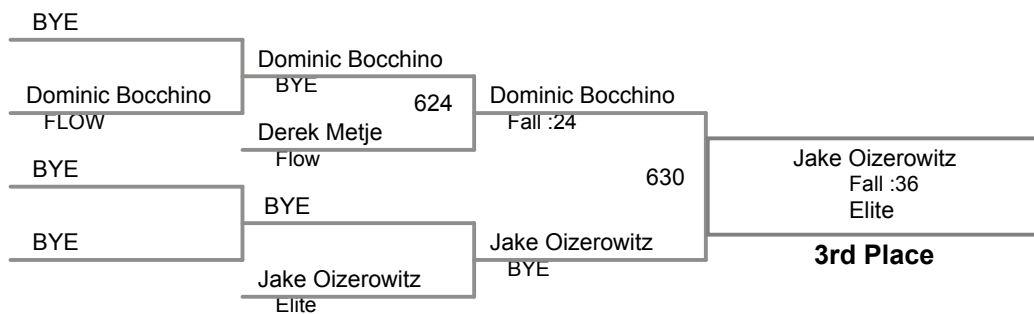 BYE
Dominic Bocchino
FLOW
Dominic Bocchino
BYE
624
Derek Metje
Flow
Dominic Bocchino
Fall :24
BYE
BYE
BYE
Jake Oizerowitz
Elite
Jake Oizerowitz
BYE
630
Jake Oizerowitz
Fall :36
Elite
3rd Place